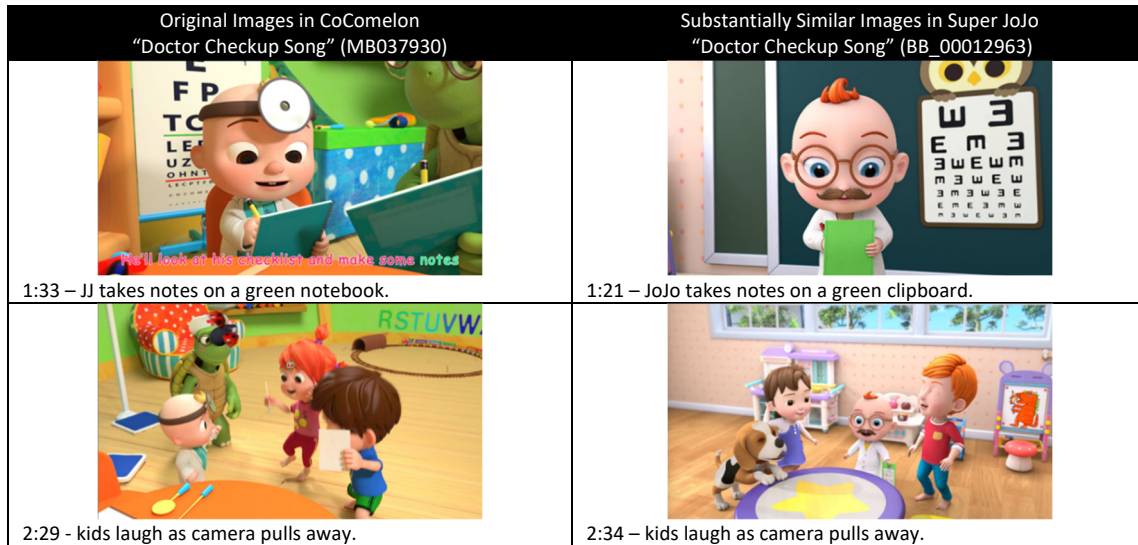 Original Images in CoComelon
“Doctor Checkup Song” (MB037930)
Substantially Similar Images in Super JoJo
“Doctor Checkup Song” (BB_00012963)
E
F P
TO
He'll look at his checklist and make some notes
1:33 – JJ takes notes on a green notebook.
1:21 – JoJo takes notes on a green clipboard.
RSTUVW
2:29 - kids laugh as camera pulls away.
2:34 – kids laugh as camera pulls away.